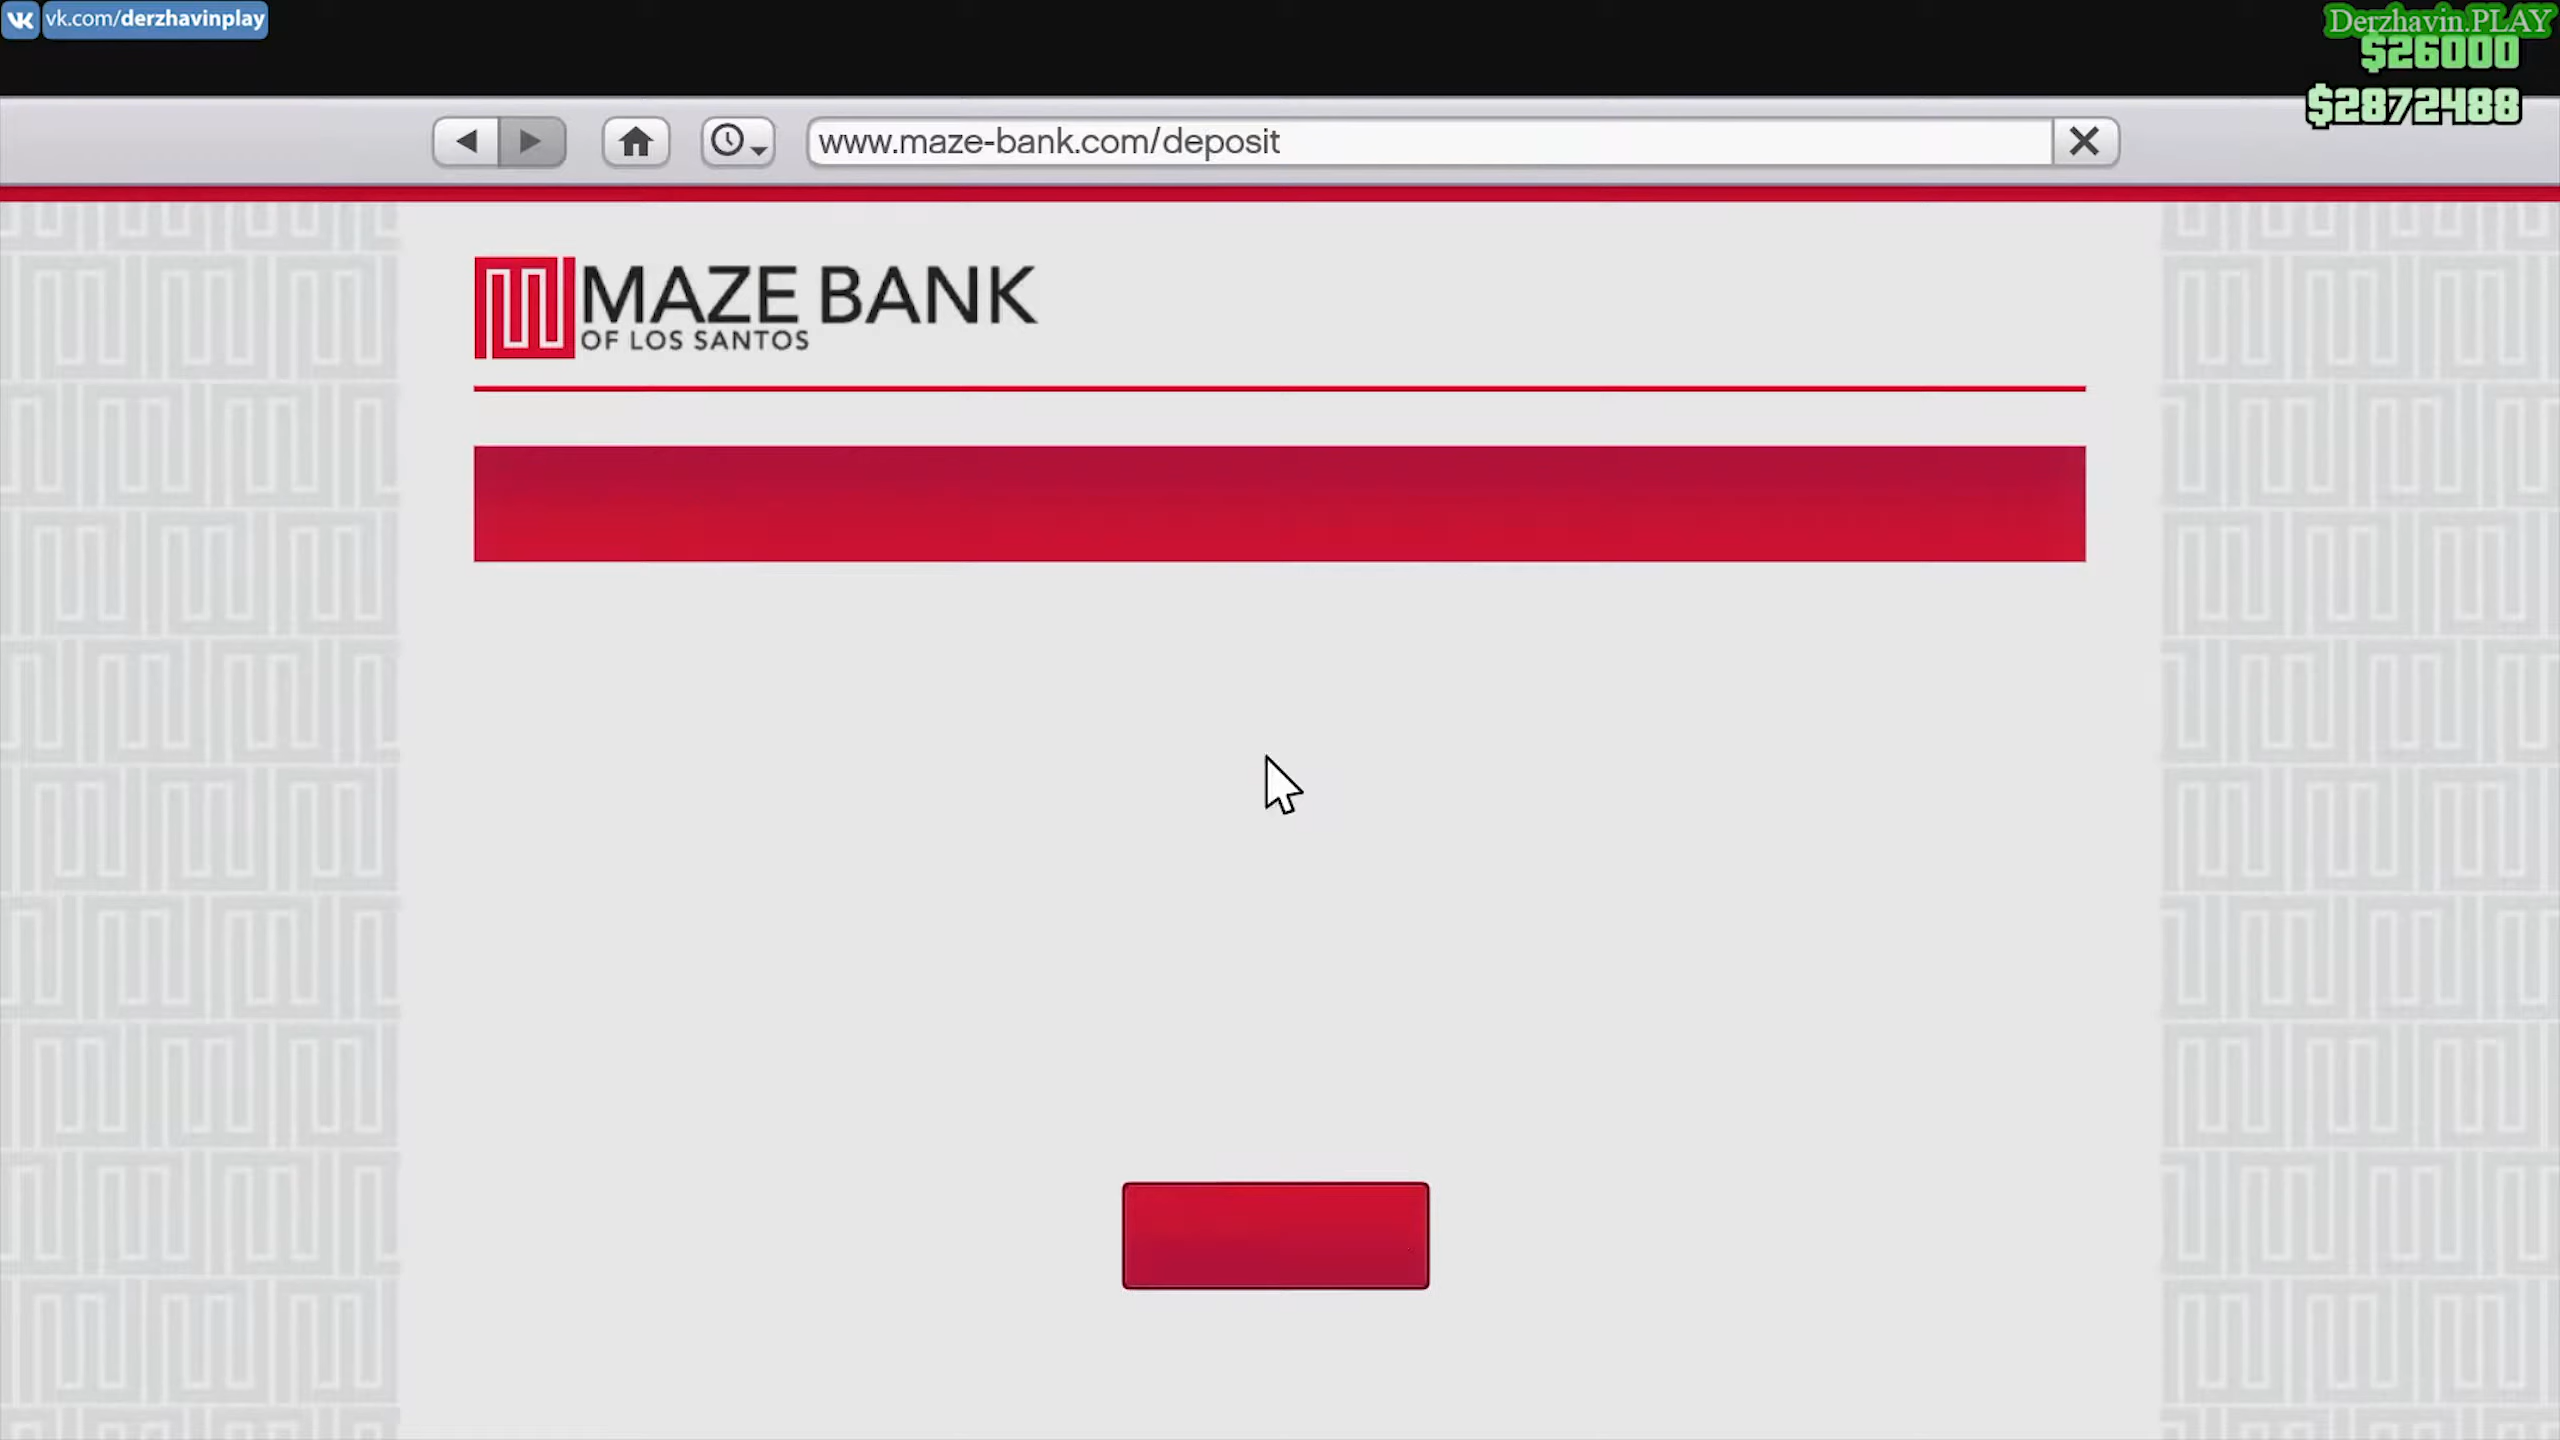 vk.com/derzhavinplay
Derzhavin.PLAY
$26000
$2872488
www.maze-bank.com/deposit
MAZE BANK
OF LOS SANTOS